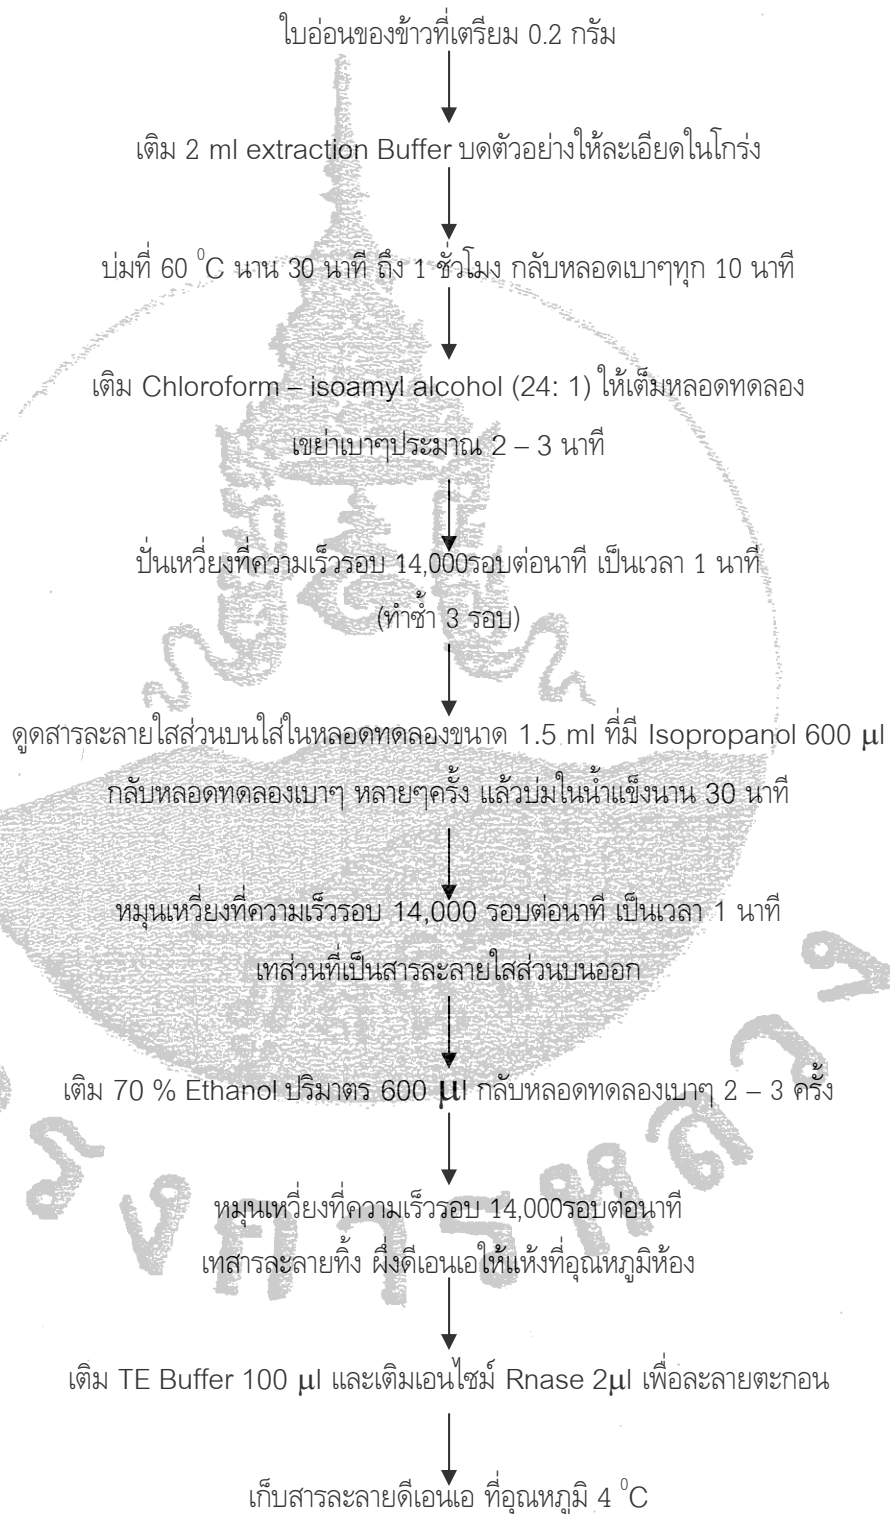 ใบอ่อนของข้าวที่เตรียม 0.2 กรัม
เติม 2 ml extraction Buffer บดตัวอย่างให้ละเอียดในโกร่ง
บ่มที่ 60 ⁰C นาน 30 นาที ถึง 1 ชั่วโมง กลับหลอดเบาๆทุก 10 นาที
เติม Chloroform – isoamyl alcohol (24: 1) ให้เต็มหลอดทดลอง
เขย่าเบาๆประมาณ 2 – 3 นาที
ปั่นเหวี่ยงที่ความเร็วรอบ 14,000รอบต่อนาที เป็นเวลา 1 นาที
(ทำซ้ำ 3 รอบ)
ดูดสารละลายใสส่วนบนใส่ในหลอดทดลองขนาด 1.5 ml ที่มี Isopropanol 600 µl
กลับหลอดทดลองเบาๆ หลายๆครั้ง แล้วบ่มในน้ำแข็งนาน 30 นาที
หมุนเหวี่ยงที่ความเร็วรอบ 14,000 รอบต่อนาที เป็นเวลา 1 นาที
เทส่วนที่เป็นสารละลายใสส่วนบนออก
เติม 70 % Ethanol ปริมาตร 600 µl กลับหลอดทดลองเบาๆ 2 – 3 ครั้ง
หมุนเหวี่ยงที่ความเร็วรอบ 14,000รอบต่อนาที
เทสารละลายทิ้ง ผึ่งดีเอนเอให้แห้งที่อุณหภูมิห้อง
เติม TE Buffer 100 µl และเติมเอนไซม์ Rnase 2µl เพื่อละลายตะกอน
เก็บสารละลายดีเอนเอ ที่อุณหภูมิ 4 ⁰C